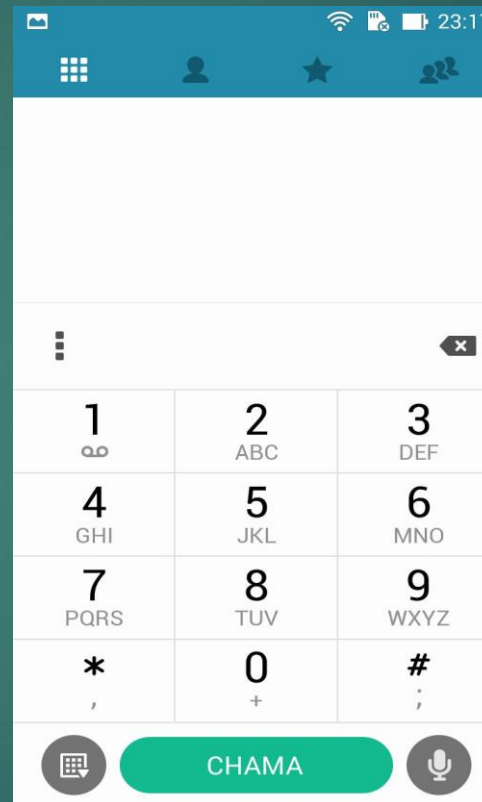 23:1
1 2 3
ABC DEF
4 5 6
GHI JKL MNO
7 8 9
PQRS TUV WXYZ
* 0 #
, + ;
CHAMA